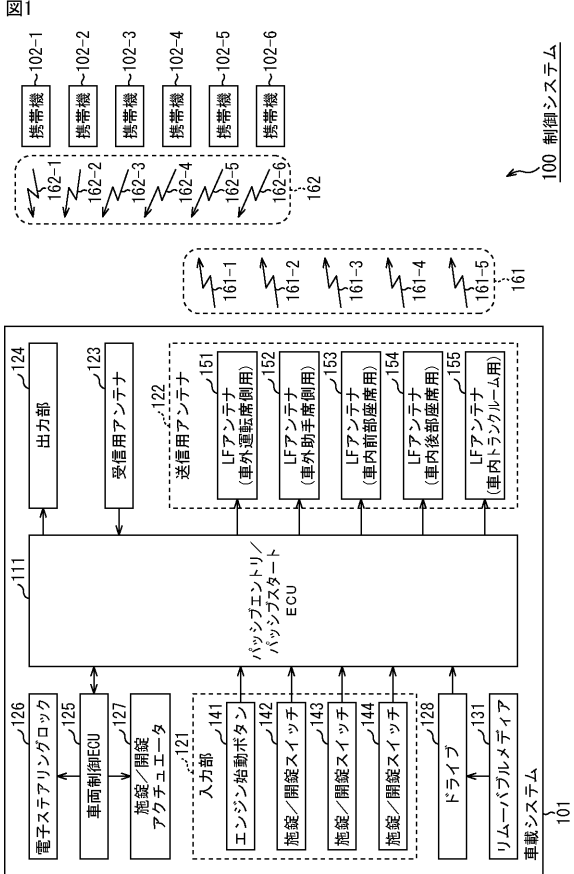 図1
100 制御システム
携帯機 102-1
携帯機 102-2
携帯機 102-3
携帯機 102-4
携帯機 102-5
携帯機 102-6
162-1
162-2
162-3
162-4
162-5
162-6
162
161-1
161-2
161-3
161-4
161-5
161
出力部
124
受信用アンテナ
123
送信用アンテナ
122
LFアンテナ
(車外運転席側用)
151
LFアンテナ
(車外助手席側用)
152
LFアンテナ
(車内前部座席用)
153
LFアンテナ
(車内後部座席用)
154
LFアンテナ
(車内トランクルーム用)
155
111
パッシブエントリ/
パッシブスタート
ECU
電子ステアリングロック
126
車両制御ECU
125
施錠/開錠
アクチュエータ
127
入力部
121
エンジン始動ボタン
141
施錠/開錠スイッチ
142
施錠/開錠スイッチ
143
施錠/開錠スイッチ
144
ドライブ
128
リムーバブルメディア
131
車載システム
101